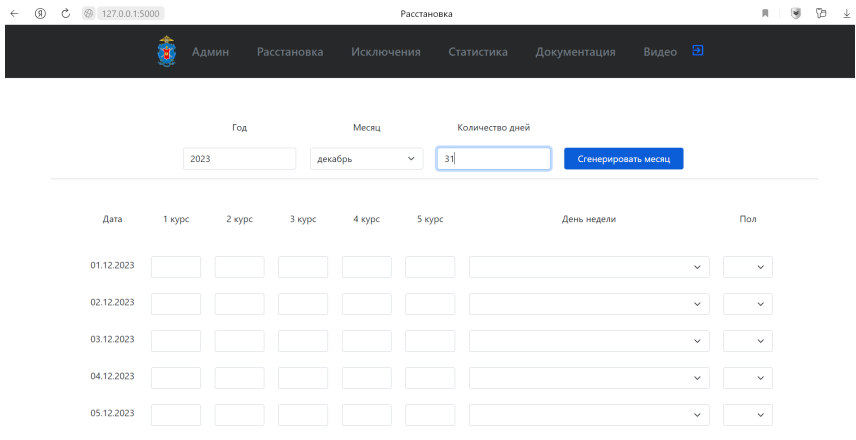 127.0.0.1:5000 Расстановка
Админ Расстановка Исключения Статистика Документация Видео
Год Месяц Количество дней
2023 декабрь 31 Сгенерировать месяц
Дата 1 курс 2 курс 3 курс 4 курс 5 курс День недели Пол
01.12.2023
02.12.2023
03.12.2023
04.12.2023
05.12.2023